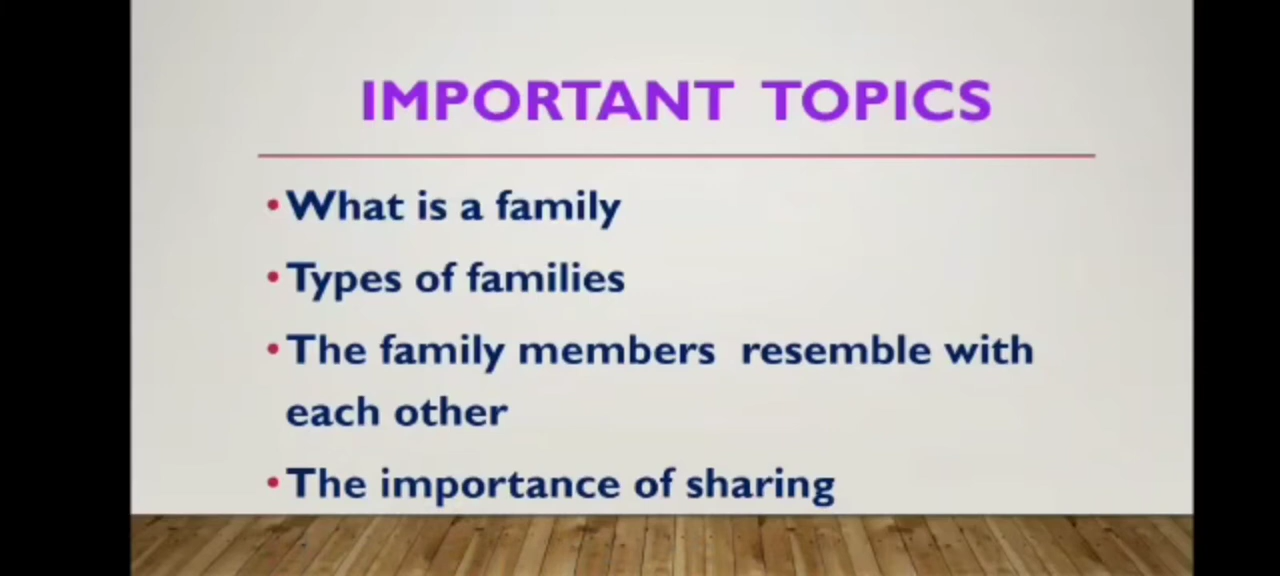 IMPORTANT TOPICS
•What is a family
•Types of families
•The family members resemble with
each other
•The importance of sharing